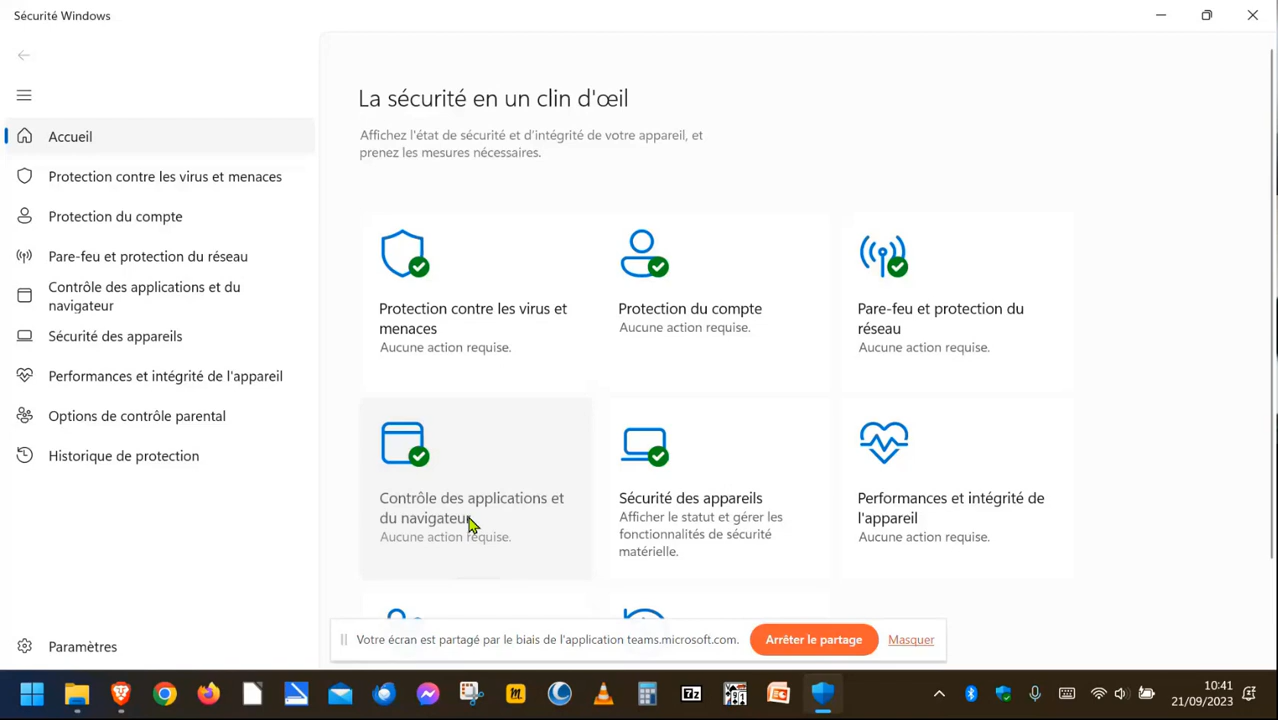 Sécurité Windows
Accueil
Protection contre les virus et menaces
Protection du compte
Pare-feu et protection du réseau
Contrôle des applications et du
navigateur
Sécurité des appareils
Performances et intégrité de l'appareil
Options de contrôle parental
Historique de protection
Paramètres
La sécurité en un clin d'œil
Affichez l'état de sécurité et d'intégrité de votre appareil, et
prenez les mesures nécessaires.
Protection contre les virus et
menaces
Aucune action requise.
Protection du compte
Aucune action requise.
Pare-feu et protection du
réseau
Aucune action requise.
Contrôle des applications et
du navigateur
Aucune action requise.
Sécurité des appareils
Afficher le statut et gérer les
fonctionnalités de sécurité
matérielle.
Performances et intégrité de
l'appareil
Aucune action requise.
Votre écran est partagé par le biais de l'application teams.microsoft.com.
Arrêter le partage
Masquer
7z
10:41
21/09/2023